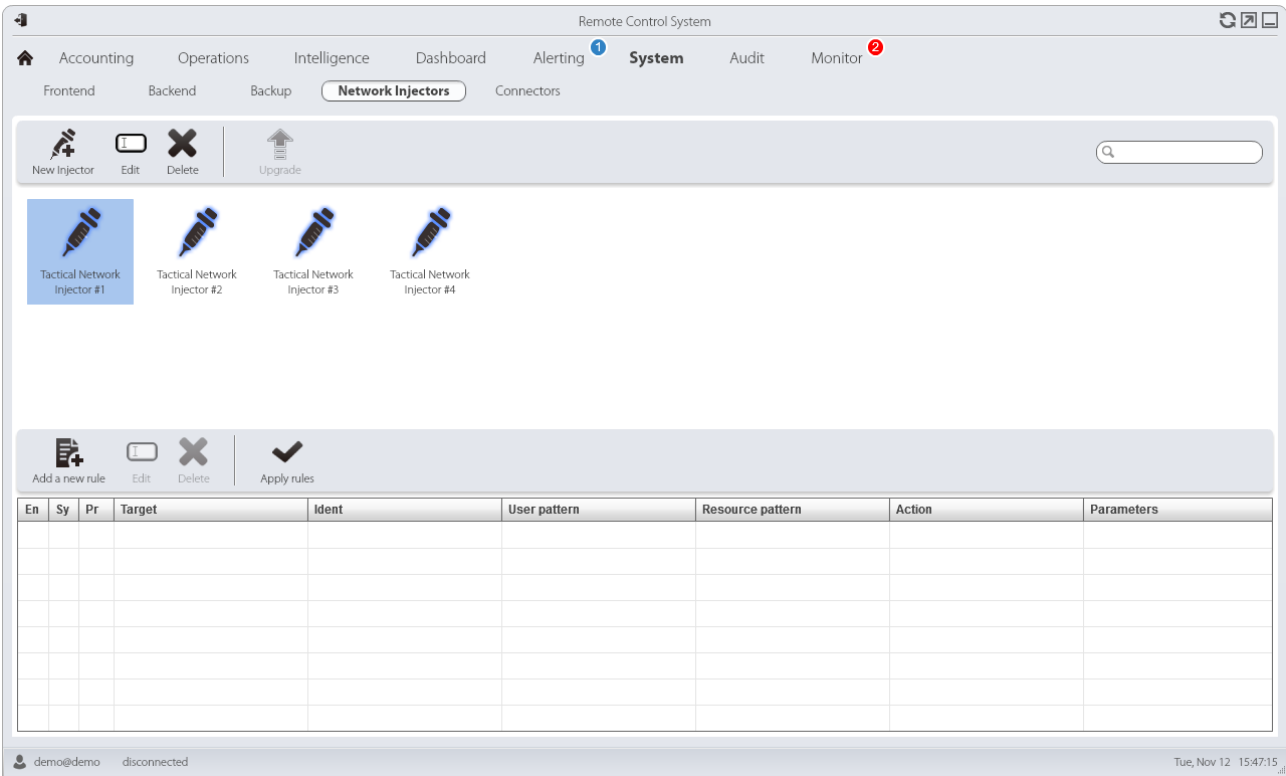 Remote Control System
Accounting Operations Intelligence Dashboard Alerting 1 System Audit Monitor 2
Frontend Backend Backup Network Injectors Connectors
New Injector Edit Delete Upgrade
Tactical Network Injector #1
Tactical Network Injector #2
Tactical Network Injector #3
Tactical Network Injector #4
Add a new rule Edit Delete Apply rules
En Sy Pr Target Ident User pattern Resource pattern Action Parameters
demo@demo disconnected Tue, Nov 12 15:47:15